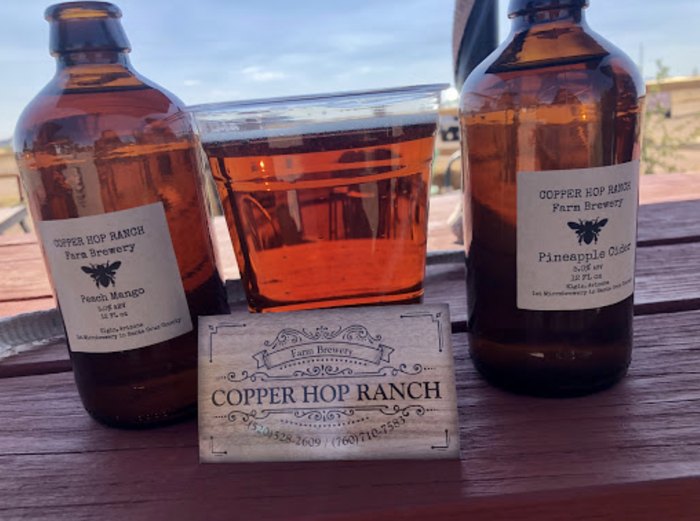 COPPER HOP RANCH
Farm Brewery
Peach Mango
5.0% ABV
12 Fl oz
Elgin, Arizona
1st Microbrewery in Santa Cruz County
COPPER HOP RANCH
Farm Brewery
Pineapple Cider
5.0% ABV
12 Fl oz
Elgin, Arizona
1st Microbrewery in Santa Cruz County
Farm Brewery
COPPER HOP RANCH
(520)528-2609 / (760)710-7583